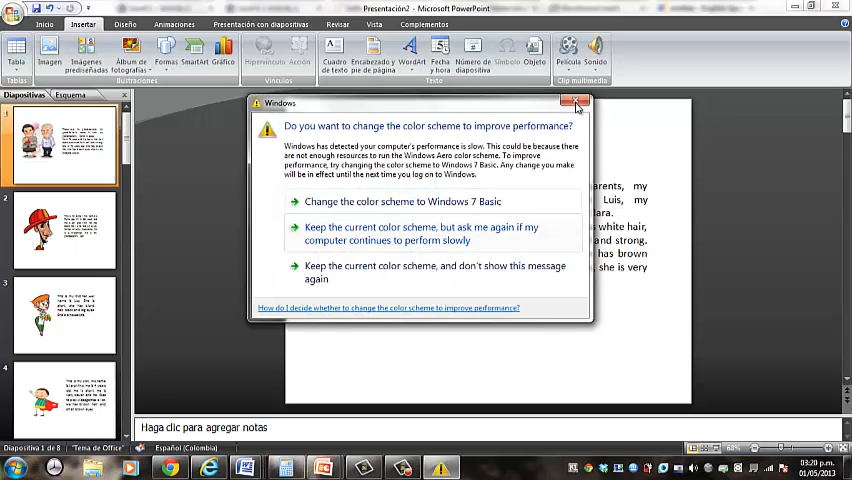 Presentación2 - Microsoft PowerPoint
Inicio Insertar Diseño Animaciones Presentación con diapositivas Revisar Vista Complementos
Tabla Imagen Imágenes prediseñadas Álbum de fotografías Formas SmartArt Gráfico Hipervínculo Acción Cuadro de texto Encabezado y pie de página WordArt Fecha y hora Número de diapositiva Símbolo Objeto Película Sonido
Tablas Ilustraciones Vínculos Texto Clip multimedia
Diapositivas Esquema
Windows
Do you want to change the color scheme to improve performance?
Windows has detected your computer's performance is slow. This could be because
there are not enough resources to run the Windows Aero color scheme. To improve
performance, try changing the color scheme to Windows 7 Basic. Any change you make
will be in effect until the next time you log on to Windows.
Change the color scheme to Windows 7 Basic
Keep the current color scheme, but ask me again if my
computer continues to perform slowly
Keep the current color scheme, and don't show this message
again
How do I decide whether to change the color scheme to improve performance?
my
Luis, my
white hair,
and strong.
has brown
, she is very
1
2
3
4
Haga clic para agregar notas
Diapositiva 1 de 8 "Tema de Office" Español (Colombia) 68%
03:20 p.m.
01/05/2013